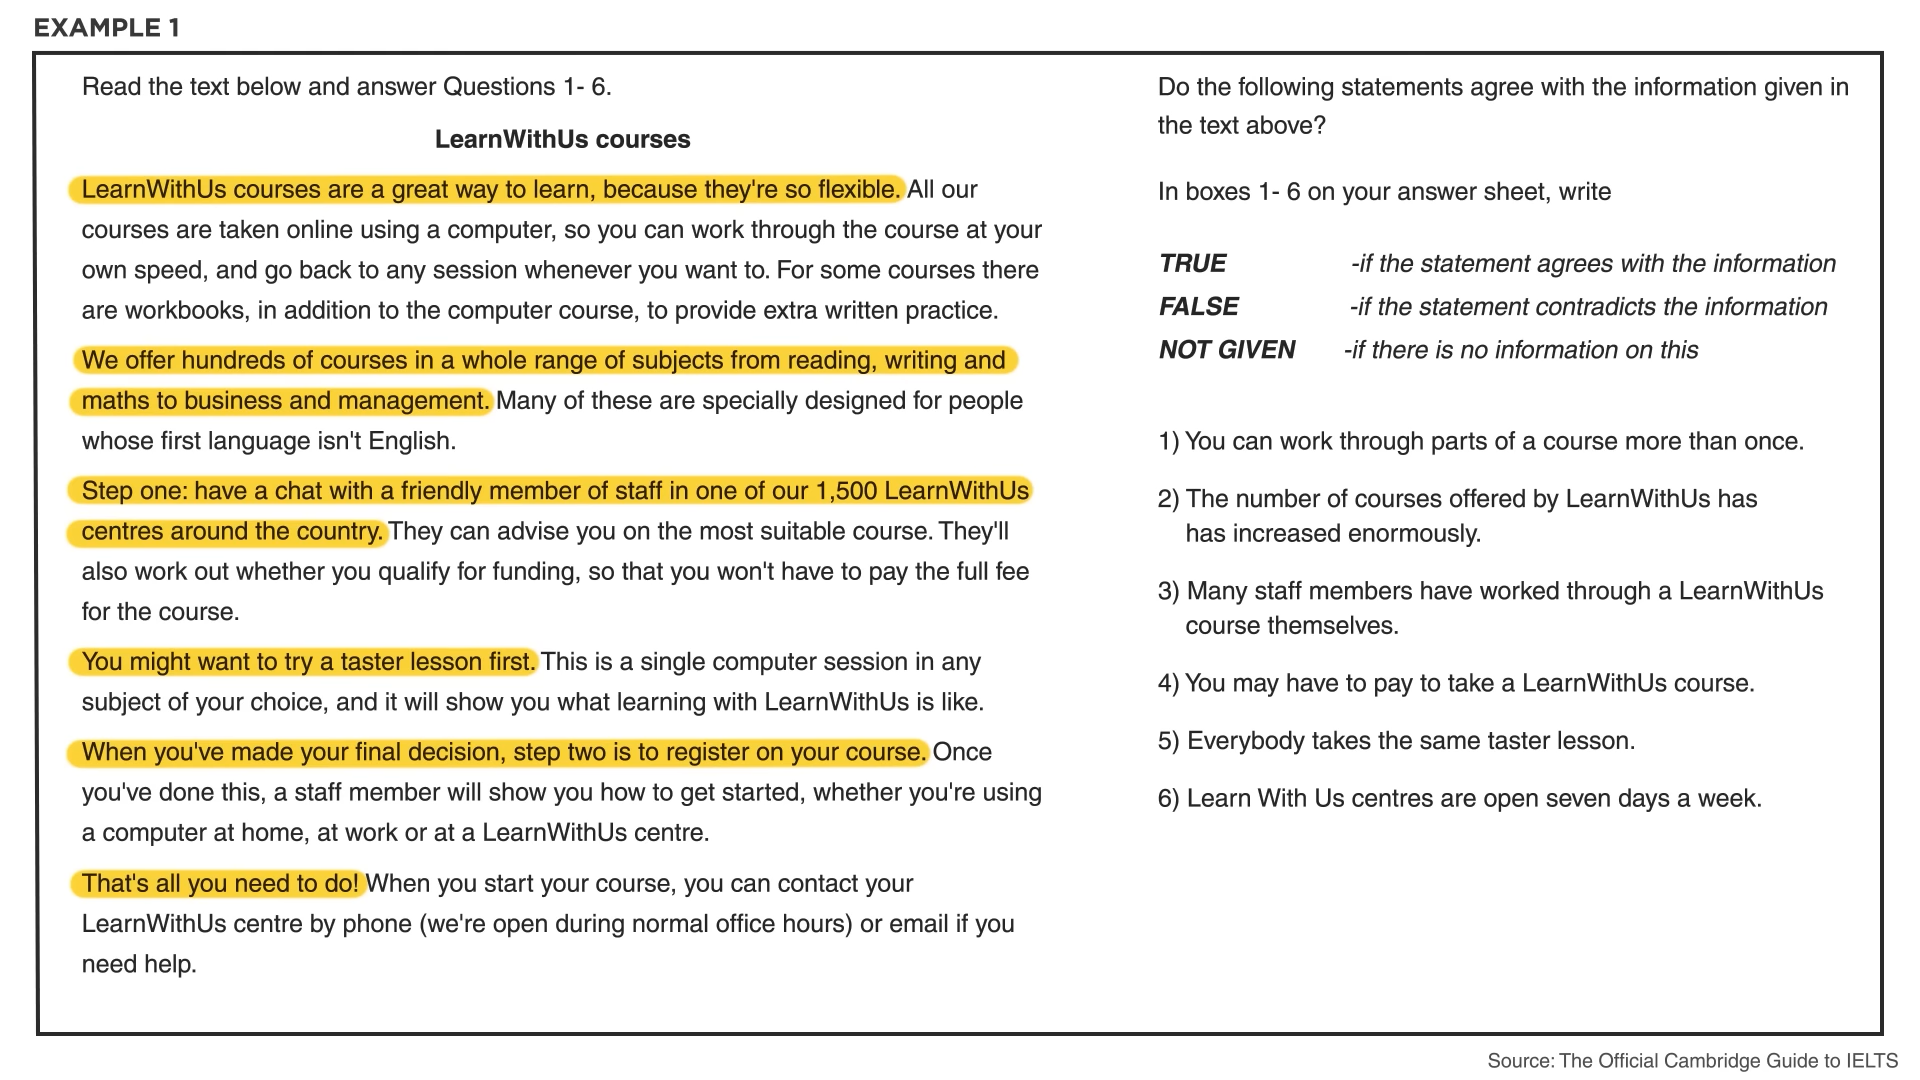 EXAMPLE 1
Read the text below and answer Questions 1- 6.
LearnWithUs courses
LearnWithUs courses are a great way to learn, because they're so flexible. All our
courses are taken online using a computer, so you can work through the course at your
own speed, and go back to any session whenever you want to. For some courses there
are workbooks, in addition to the computer course, to provide extra written practice.
We offer hundreds of courses in a whole range of subjects from reading, writing and
maths to business and management. Many of these are specially designed for people
whose first language isn't English.
Step one: have a chat with a friendly member of staff in one of our 1,500 LearnWithUs
centres around the country. They can advise you on the most suitable course. They'll
also work out whether you qualify for funding, so that you won't have to pay the full fee
for the course.
You might want to try a taster lesson first. This is a single computer session in any
subject of your choice, and it will show you what learning with LearnWithUs is like.
When you've made your final decision, step two is to register on your course. Once
you've done this, a staff member will show you how to get started, whether you're using
a computer at home, at work or at a LearnWithUs centre.
That's all you need to do! When you start your course, you can contact your
LearnWithUs centre by phone (we're open during normal office hours) or email if you
need help.
Do the following statements agree with the information given in
the text above?
In boxes 1- 6 on your answer sheet, write
TRUE -if the statement agrees with the information
FALSE -if the statement contradicts the information
NOT GIVEN -if there is no information on this
1) You can work through parts of a course more than once.
2) The number of courses offered by LearnWithUs has
has increased enormously.
3) Many staff members have worked through a LearnWithUs
course themselves.
4) You may have to pay to take a LearnWithUs course.
5) Everybody takes the same taster lesson.
6) Learn With Us centres are open seven days a week.
Source: The Official Cambridge Guide to IELTS